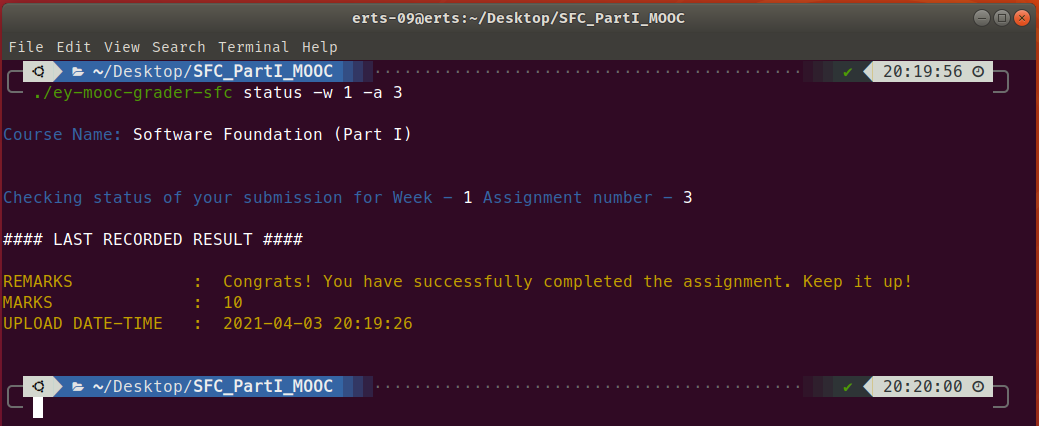 erts-09@erts:~/Desktop/SFC_PartI_MOOC
File Edit View Search Terminal Help
~/Desktop/SFC_PartI_MOOC ✔ 20:19:56
./ey-mooc-grader-sfc status -w 1 -a 3
Course Name: Software Foundation (Part I)
Checking status of your submission for Week - 1 Assignment number - 3
#### LAST RECORDED RESULT ####
REMARKS : Congrats! You have successfully completed the assignment. Keep it up!
MARKS : 10
UPLOAD DATE-TIME : 2021-04-03 20:19:26
~/Desktop/SFC_PartI_MOOC ✔ 20:20:00